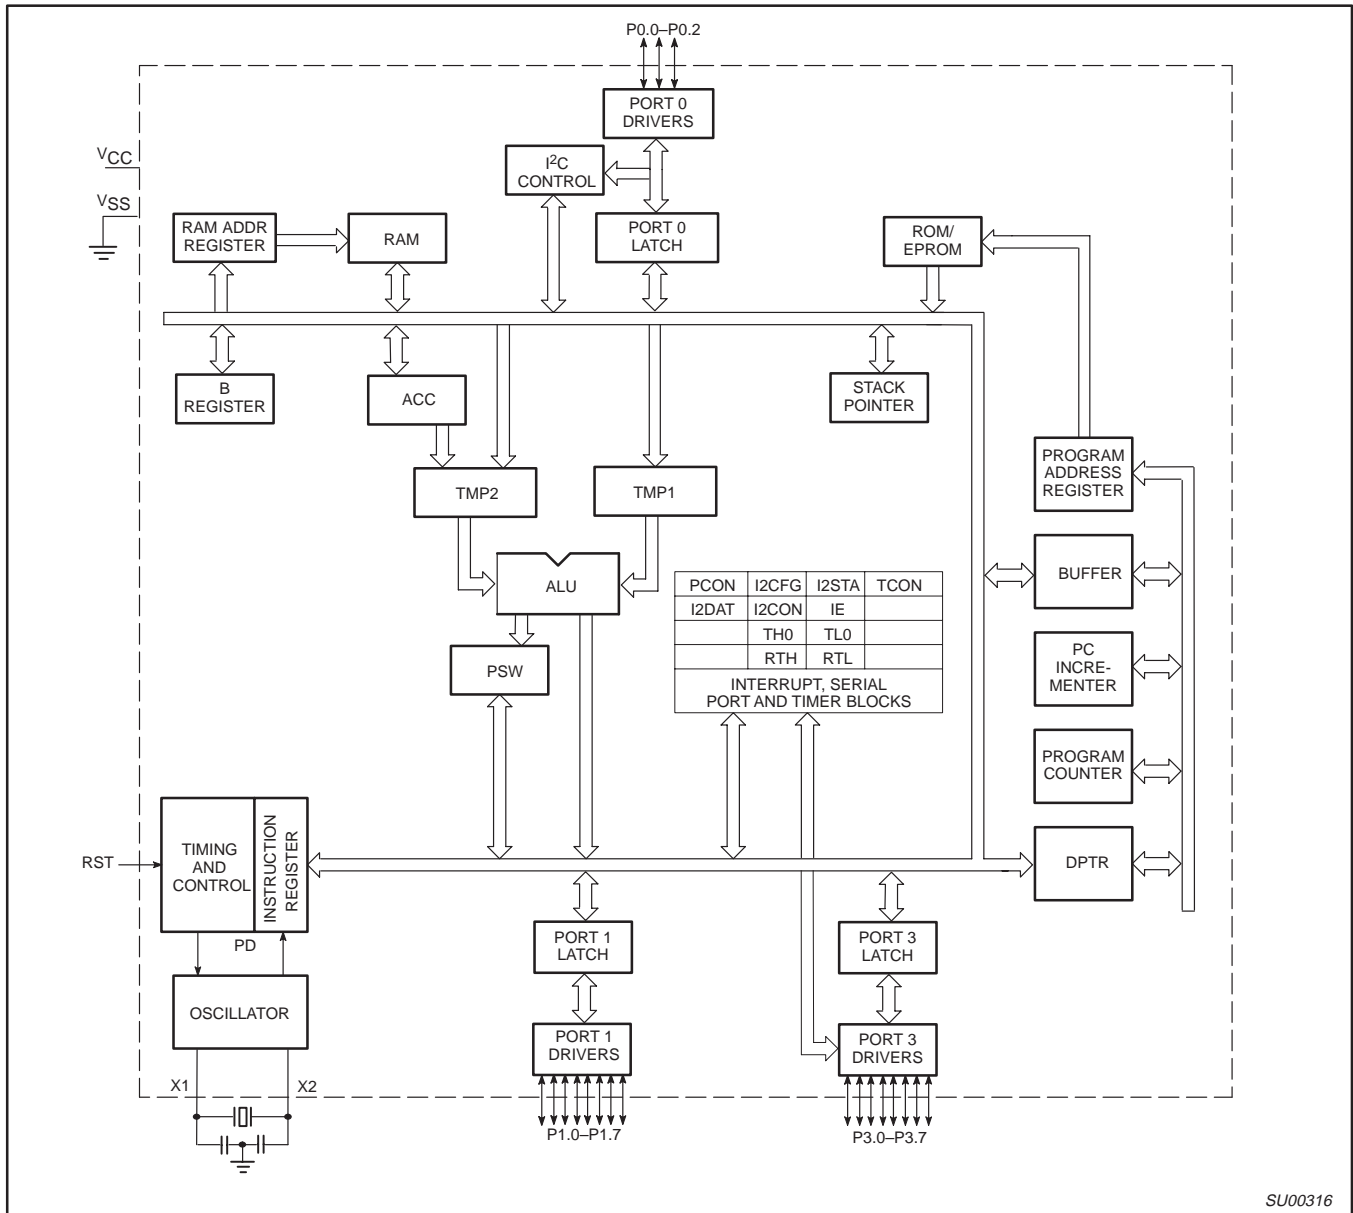 P0.0–P0.2
PORT 0
DRIVERS
VCC
I2C
CONTROL
VSS
RAM ADDR
REGISTER
RAM
PORT 0
LATCH
ROM/
EPROM
B
REGISTER
ACC
STACK
POINTER
PROGRAM
ADDRESS
REGISTER
TMP2
TMP1
BUFFER
ALU
PCON I2CFG I2STA TCON
I2DAT I2CON IE
TH0 TL0
RTH RTL
INTERRUPT, SERIAL
PORT AND TIMER BLOCKS
PSW
PC
INCRE-
MENTER
PROGRAM
COUNTER
RST
TIMING
AND
CONTROL
INSTRUCTION
REGISTER
DPTR
PD
PORT 1
LATCH
PORT 3
LATCH
OSCILLATOR
PORT 1
DRIVERS
PORT 3
DRIVERS
X1
X2
P1.0–P1.7
P3.0–P3.7
SU00316